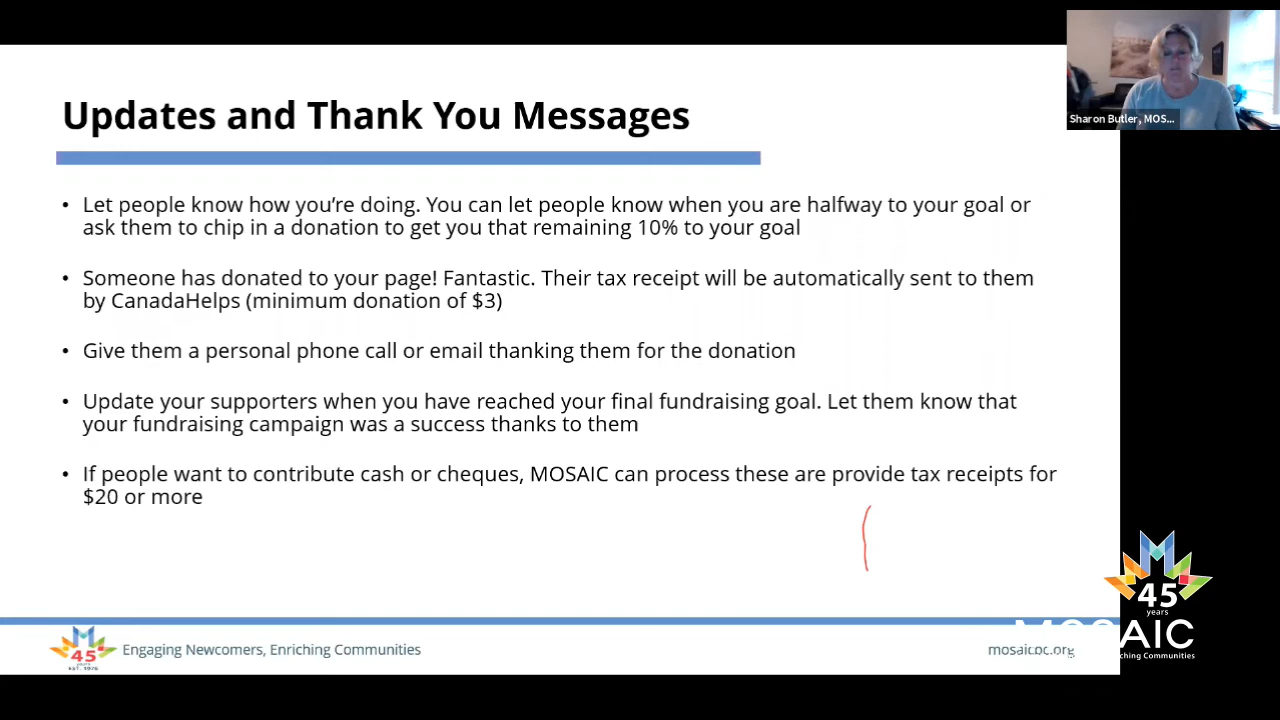 Sharon Butler, MOS...
Updates and Thank You Messages
• Let people know how you're doing. You can let people know when you are halfway to your goal or
ask them to chip in a donation to get you that remaining 10% to your goal
• Someone has donated to your page! Fantastic. Their tax receipt will be automatically sent to them
by CanadaHelps (minimum donation of $3)
• Give them a personal phone call or email thanking them for the donation
• Update your supporters when you have reached your final fundraising goal. Let them know that
your fundraising campaign was a success thanks to them
• If people want to contribute cash or cheques, MOSAIC can process these are provide tax receipts for
$20 or more
45
years
MOSAIC
Communities
45
years
EST. 1976
Engaging Newcomers, Enriching Communities
mosaicbc.org